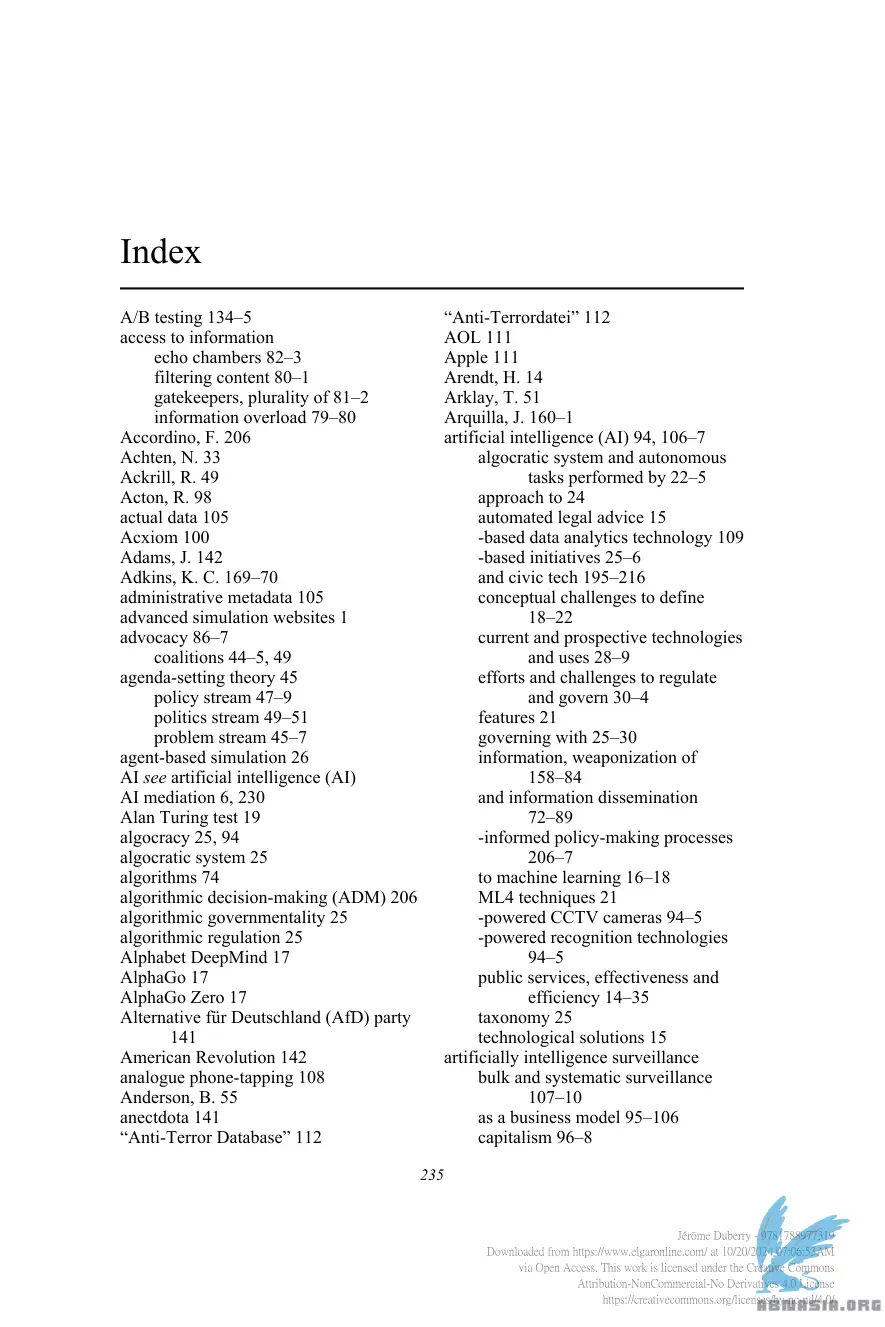 Index
A/B testing 134–5
access to information
echo chambers 82–3
filtering content 80–1
gatekeepers, plurality of 81–2
information overload 79–80
Accordino, F. 206
Achten, N. 33
Ackrill, R. 49
Acton, R. 98
actual data 105
Acxiom 100
Adams, J. 142
Adkins, K. C. 169–70
administrative metadata 105
advanced simulation websites 1
advocacy 86–7
coalitions 44–5, 49
agenda-setting theory 45
policy stream 47–9
politics stream 49–51
problem stream 45–7
agent-based simulation 26
AI see artificial intelligence (AI)
AI mediation 6, 230
Alan Turing test 19
algocracy 25, 94
algocratic system 25
algorithms 74
algorithmic decision-making (ADM) 206
algorithmic governmentality 25
algorithmic regulation 25
Alphabet DeepMind 17
AlphaGo 17
AlphaGo Zero 17
Alternative für Deutschland (AfD) party
141
American Revolution 142
analogue phone-tapping 108
Anderson, B. 55
anectdota 141
“Anti-Terror Database” 112
“Anti-Terrordatei” 112
AOL 111
Apple 111
Arendt, H. 14
Arklay, T. 51
Arquilla, J. 160–1
artificial intelligence (AI) 94, 106–7
algocratic system and autonomous
tasks performed by 22–5
approach to 24
automated legal advice 15
-based data analytics technology 109
-based initiatives 25–6
and civic tech 195–216
conceptual challenges to define
18–22
current and prospective technologies
and uses 28–9
efforts and challenges to regulate
and govern 30–4
features 21
governing with 25–30
information, weaponization of
158–84
and information dissemination
72–89
-informed policy-making processes
206–7
to machine learning 16–18
ML4 techniques 21
-powered CCTV cameras 94–5
-powered recognition technologies
94–5
public services, effectiveness and
efficiency 14–35
taxonomy 25
technological solutions 15
artificially intelligence surveillance
bulk and systematic surveillance
107–10
as a business model 95–106
capitalism 96–8
235
Jérôme Duberry - 9781788977319
Downloaded from https://www.elgaronline.com/ at 10/20/2024 07:06:53AM
via Open Access. This work is licensed under the Creative Commons
Attribution-NonCommercial-No Derivatives 4.0 License
https://creativecommons.org/licenses/by-nc-nd/4.0/
ABNASIA.ORG